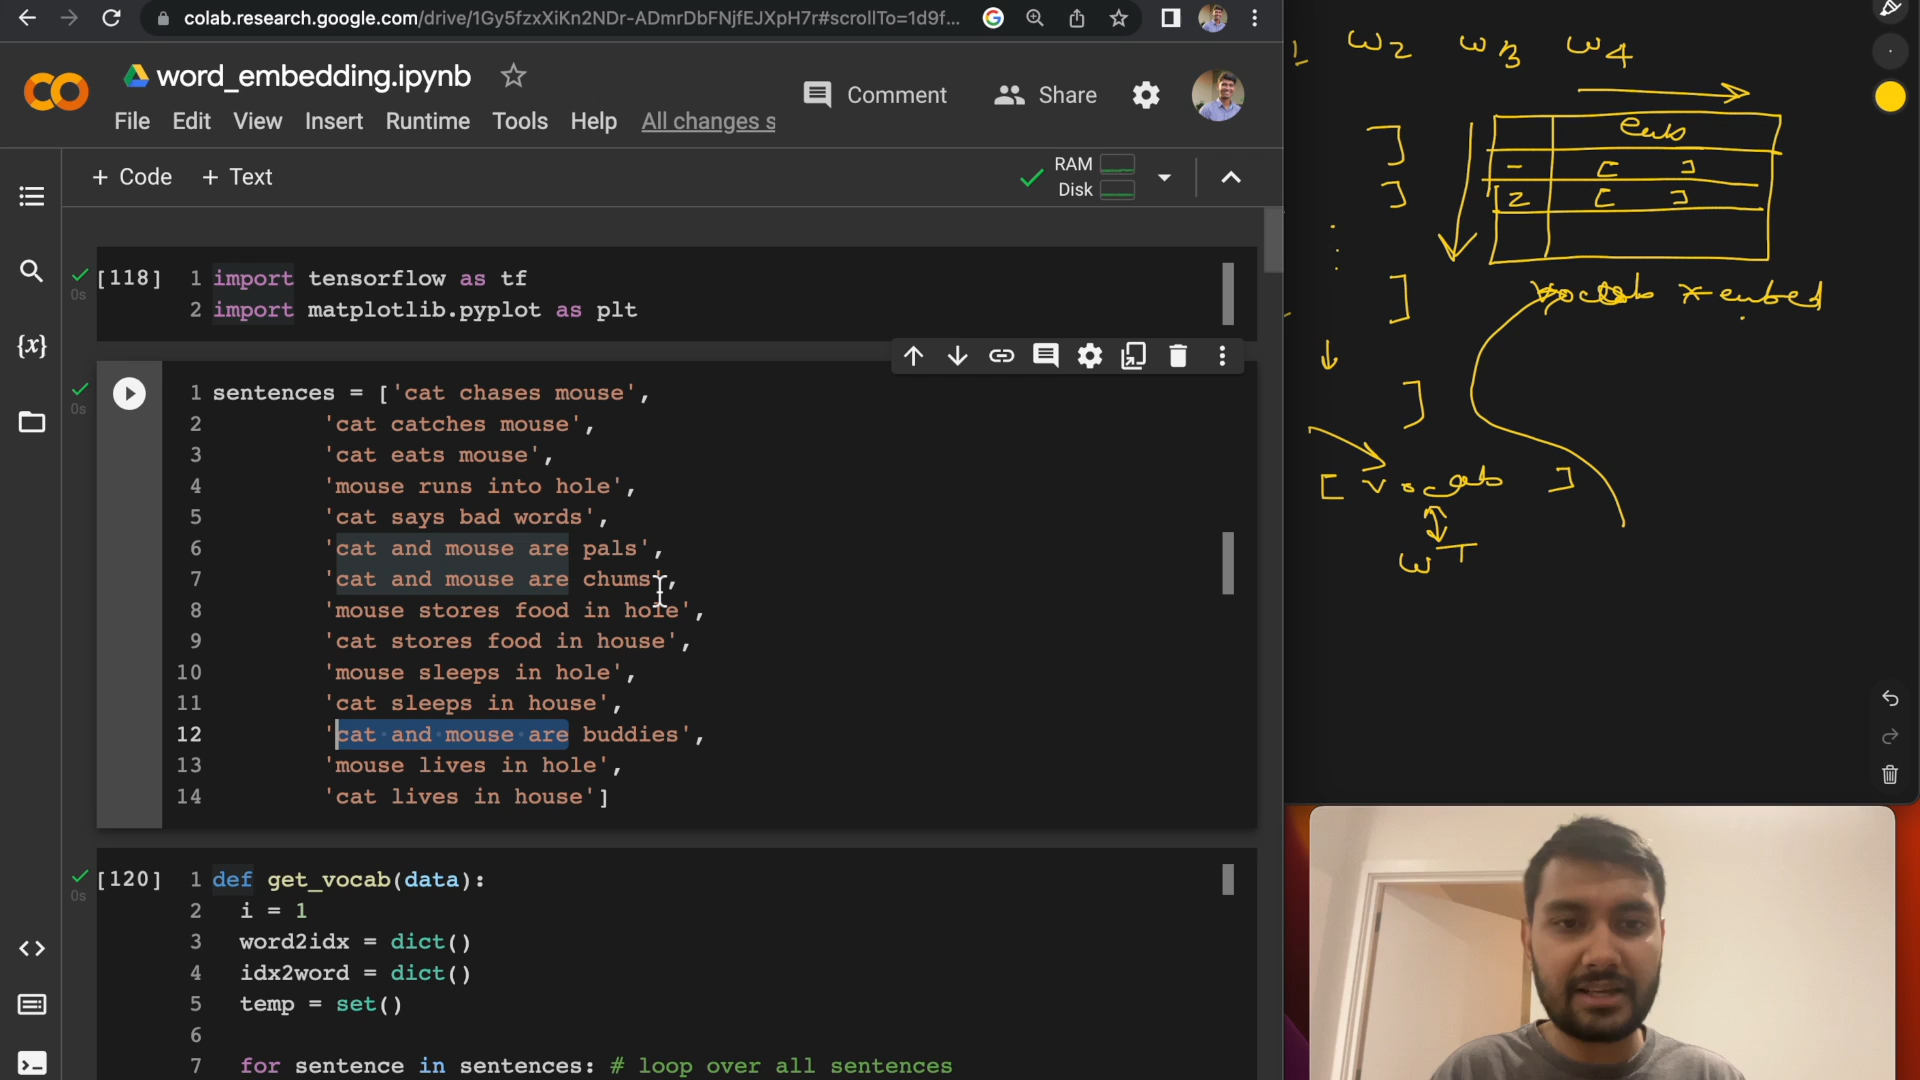 colab.research.google.com/drive/1Gy5fzxXiKn2NDr-ADmrDbFNjfEJXpH7r#scrollTo=1d9f...
word_embedding.ipynb
File Edit View Insert Runtime Tools Help All changes s
Comment Share
+ Code + Text
RAM
Disk
[118]
1 import tensorflow as tf
2 import matplotlib.pyplot as plt
1 sentences = ['cat chases mouse',
2 'cat catches mouse',
3 'cat eats mouse',
4 'mouse runs into hole',
5 'cat says bad words',
6 'cat and mouse are pals',
7 'cat and mouse are chums',
8 'mouse stores food in hole',
9 'cat stores food in house',
10 'mouse sleeps in hole',
11 'cat sleeps in house',
12 'cat and mouse are buddies',
13 'mouse lives in hole',
14 'cat lives in house']
[120]
1 def get_vocab(data):
2 i = 1
3 word2idx = dict()
4 idx2word = dict()
5 temp = set()
6
7 for sentence in sentences: # loop over all sentences
0s
0s
0s
{x}
1 w2 w3 w4
]
]
- [ ]
2 [ ]
]
* embed
]
[ vocab ]
w T